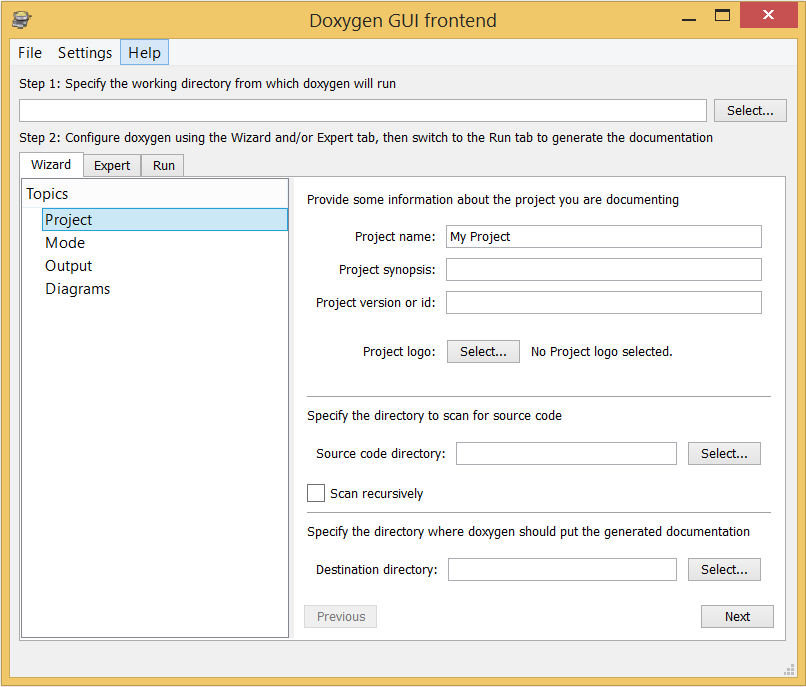 Doxygen GUI frontend
File Settings Help
Step 1: Specify the working directory from which doxygen will run
Select...
Step 2: Configure doxygen using the Wizard and/or Expert tab, then switch to the Run tab to generate the documentation
Wizard Expert Run
Topics
Project
Mode
Output
Diagrams
Provide some information about the project you are documenting
Project name: My Project
Project synopsis:
Project version or id:
Project logo: Select... No Project logo selected.
Specify the directory to scan for source code
Source code directory: Select...
Scan recursively
Specify the directory where doxygen should put the generated documentation
Destination directory: Select...
Previous Next